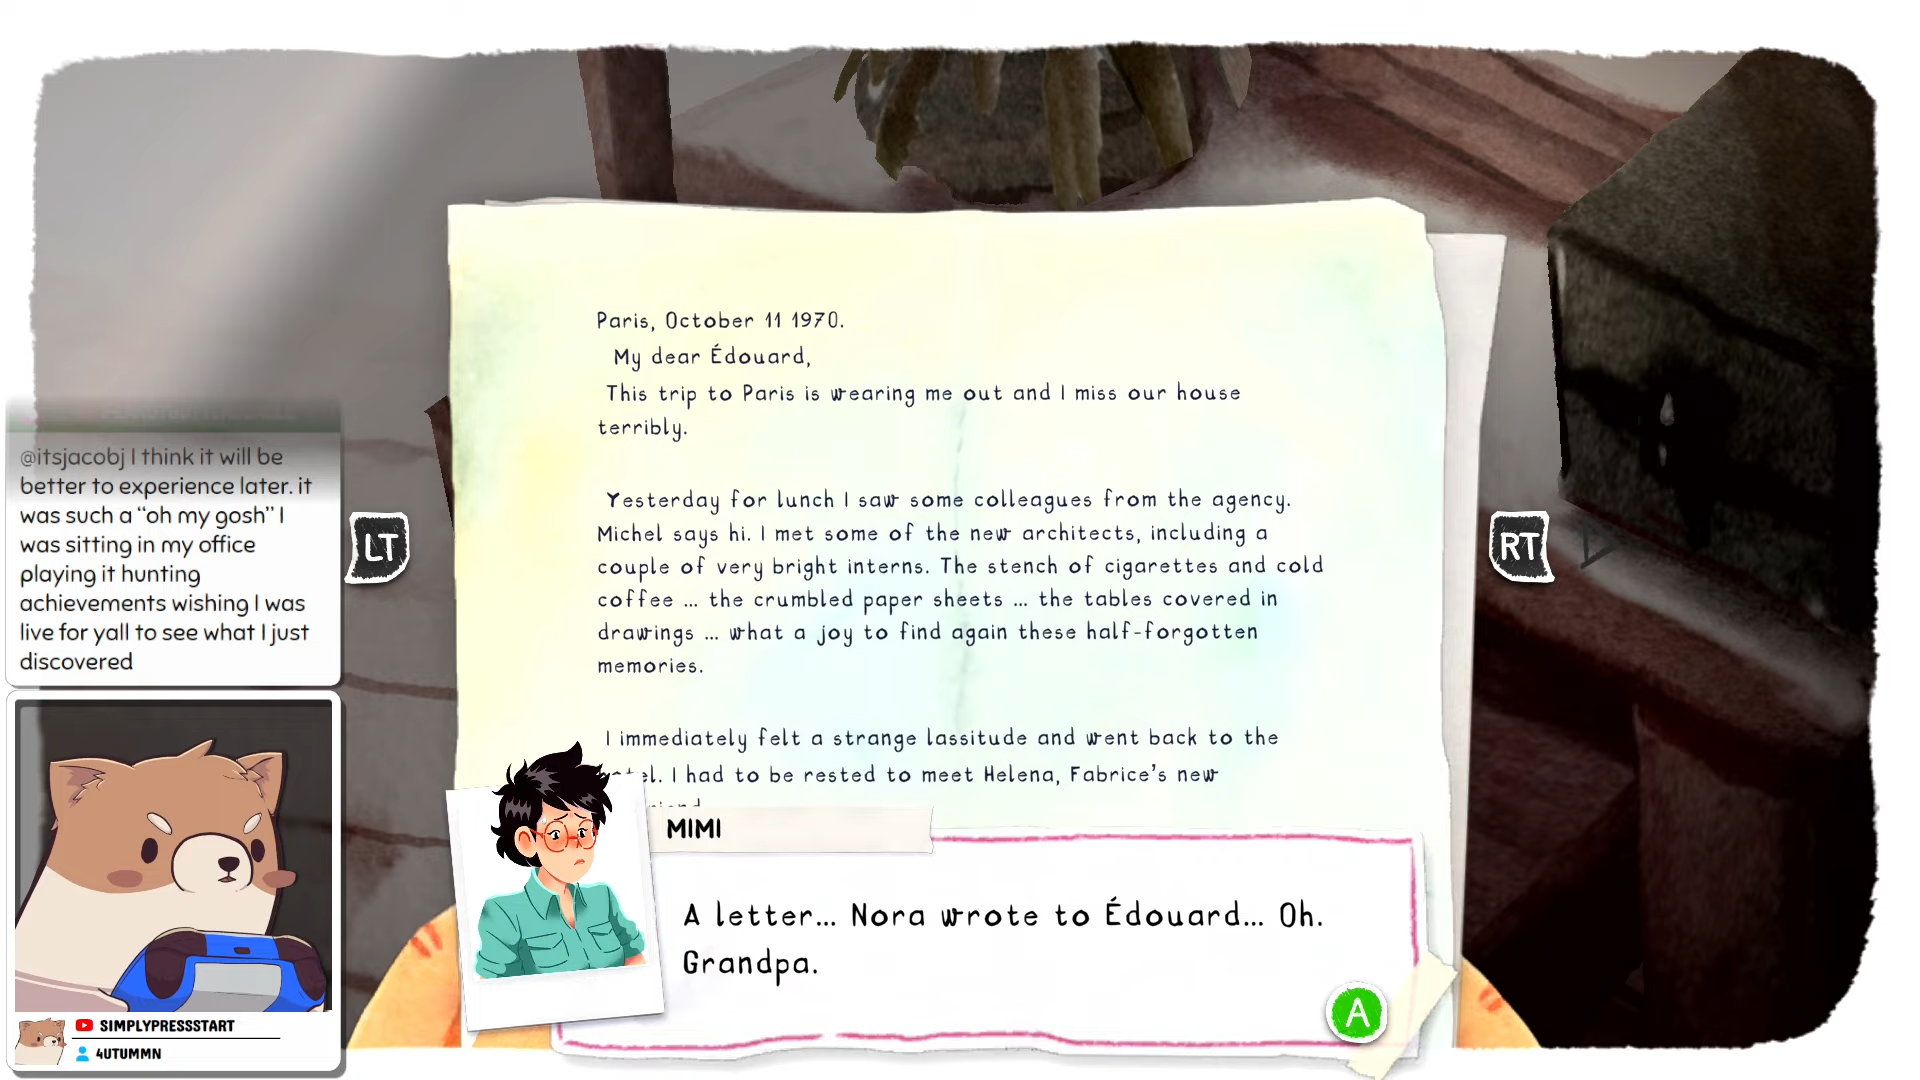 Paris, October 11 1970.
My dear Édouard,
This trip to Paris is wearing me out and I miss our house
terribly.
Yesterday for lunch I saw some colleagues from the agency.
Michel says hi. I met some of the new architects, including a
couple of very bright interns. The stench of cigarettes and cold
coffee ... the crumbled paper sheets ... the tables covered in
drawings ... what a joy to find again these half-forgotten
memories.
I immediately felt a strange lassitude and went back to the
I had to be rested to meet Helena, Fabrice's new
@itsjacobj I think it will be
better to experience later. it
was such a "oh my gosh" I
was sitting in my office
playing it hunting
achievements wishing I was
live for yall to see what I just
discovered
LT
RT
MIMI
A letter... Nora wrote to Édouard... Oh.
Grandpa.
A
SIMPLYPRESSSTART
4UTUMMN